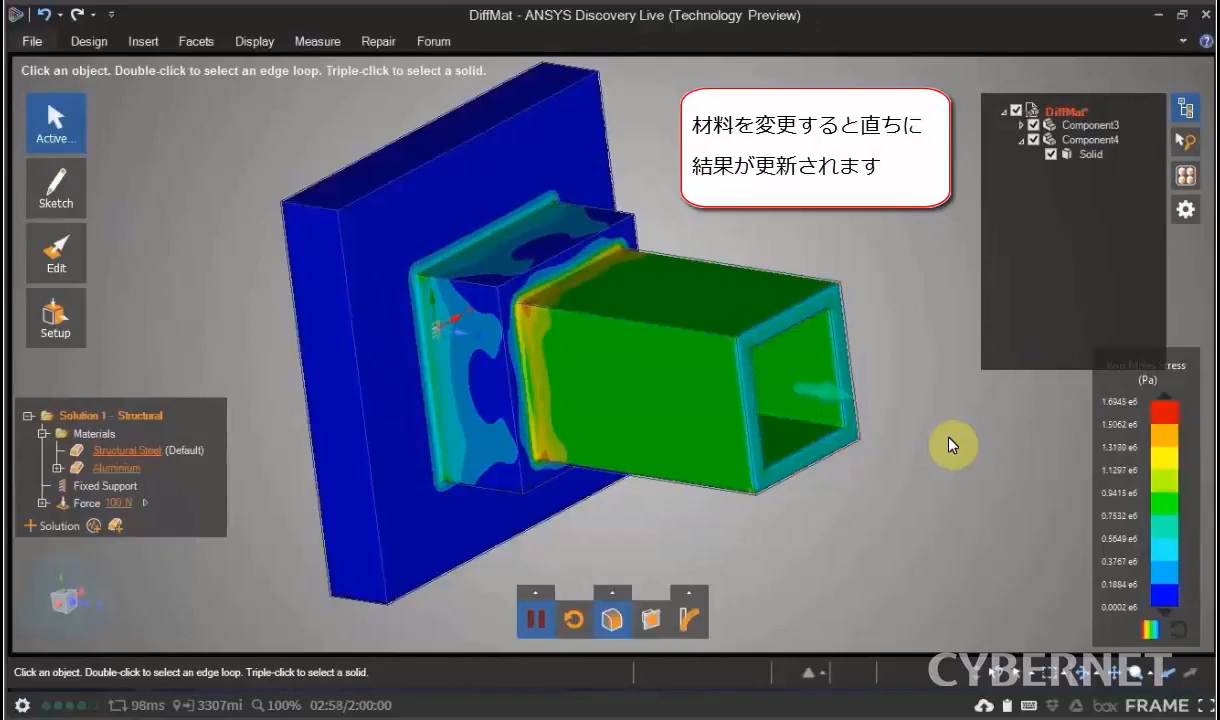 DiffMat - ANSYS Discovery Live (Technology Preview)
File Design Insert Facets Display Measure Repair Forum
Click an object. Double-click to select an edge loop. Triple-click to select a solid.
Active...
Sketch
Edit
Setup
材料を変更すると直ちに
結果が更新されます
DiffMat*
Component3
Component4
Solid
Solution 1 - Structural
Materials
Structural Steel (Default)
Aluminium
Fixed Support
Force 100 N
Solution
Von Mises Stress
(Pa)
1.6945 e6
1.5062 e6
1.3179 e6
1.1297 e6
0.9415 e6
0.7532 e6
0.5649 e6
0.3767 e6
0.1884 e6
0.0002 e6
CYBERNET
Click an object. Double-click to select an edge loop. Triple-click to select a solid.
98ms 3307mi 100% 02:58/2:00:00
box FRAME